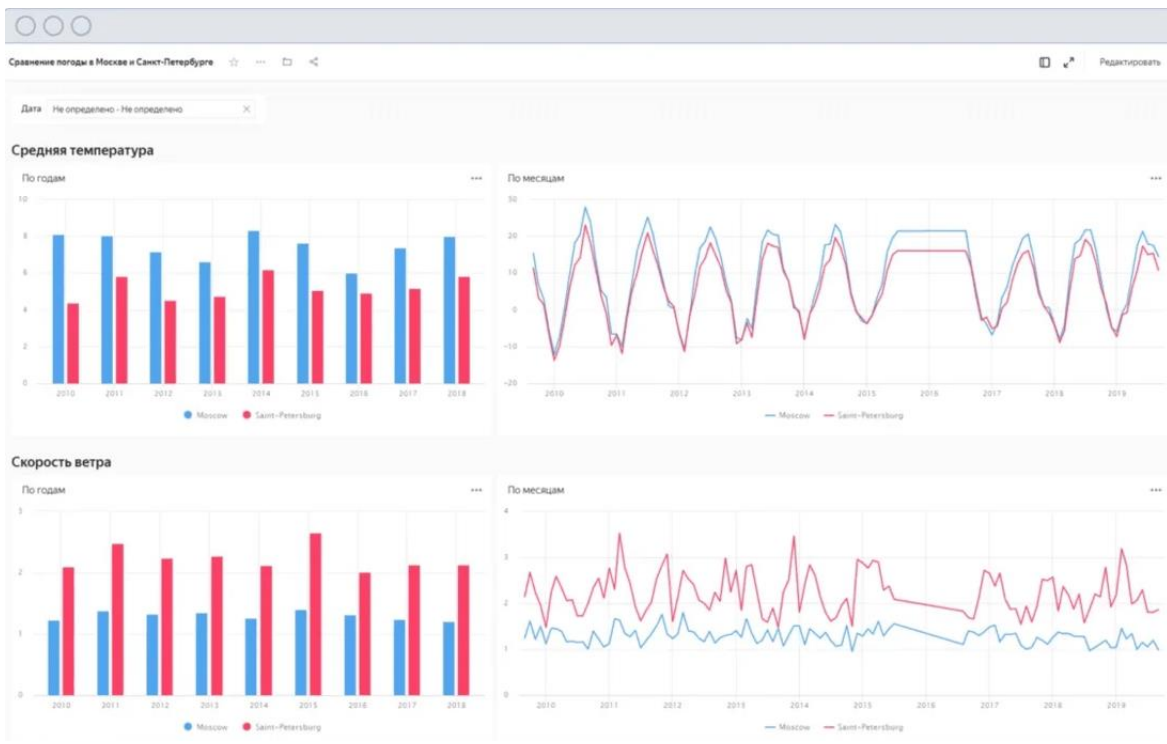 Сравнение погоды в Москве и Санкт-Петербурге
Редактировать
Дата Не определено - Не определено
Средняя температура
По годам
10
8
6
4
2
0
2010 2011 2012 2013 2014 2015 2016 2017 2018
Moscow Saint-Petersburg
По месяцам
30
20
10
0
-10
-20
2010 2011 2012 2013 2014 2015 2016 2017 2018 2019
Moscow Saint-Petersburg
Скорость ветра
По годам
3
2
1
0
2010 2011 2012 2013 2014 2015 2016 2017 2018
Moscow Saint-Petersburg
По месяцам
4
3
2
1
0
2010 2011 2012 2013 2014 2015 2016 2017 2018 2019
Moscow Saint-Petersburg